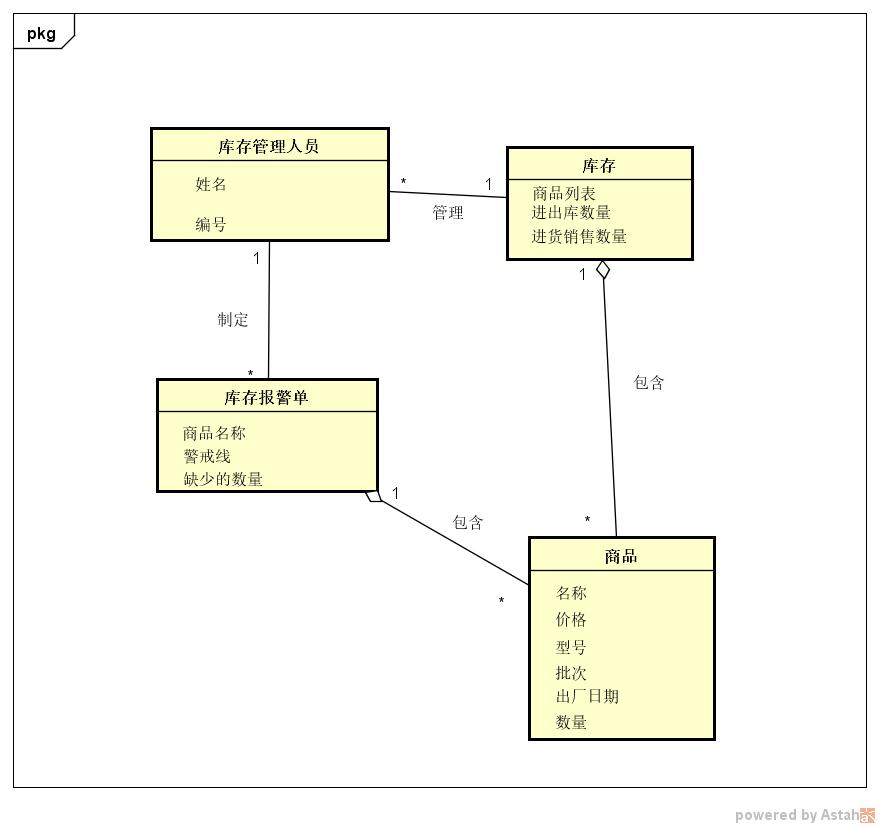 pkg
库存管理人员
姓名
编号
* 1
管理
库存
商品列表
进出库数量
进货销售数量
1
制定
*
1
包含
*
库存报警单
商品名称
警戒线
缺少的数量
1
包含
*
商品
名称
价格
型号
批次
出厂日期
数量
powered by Astah